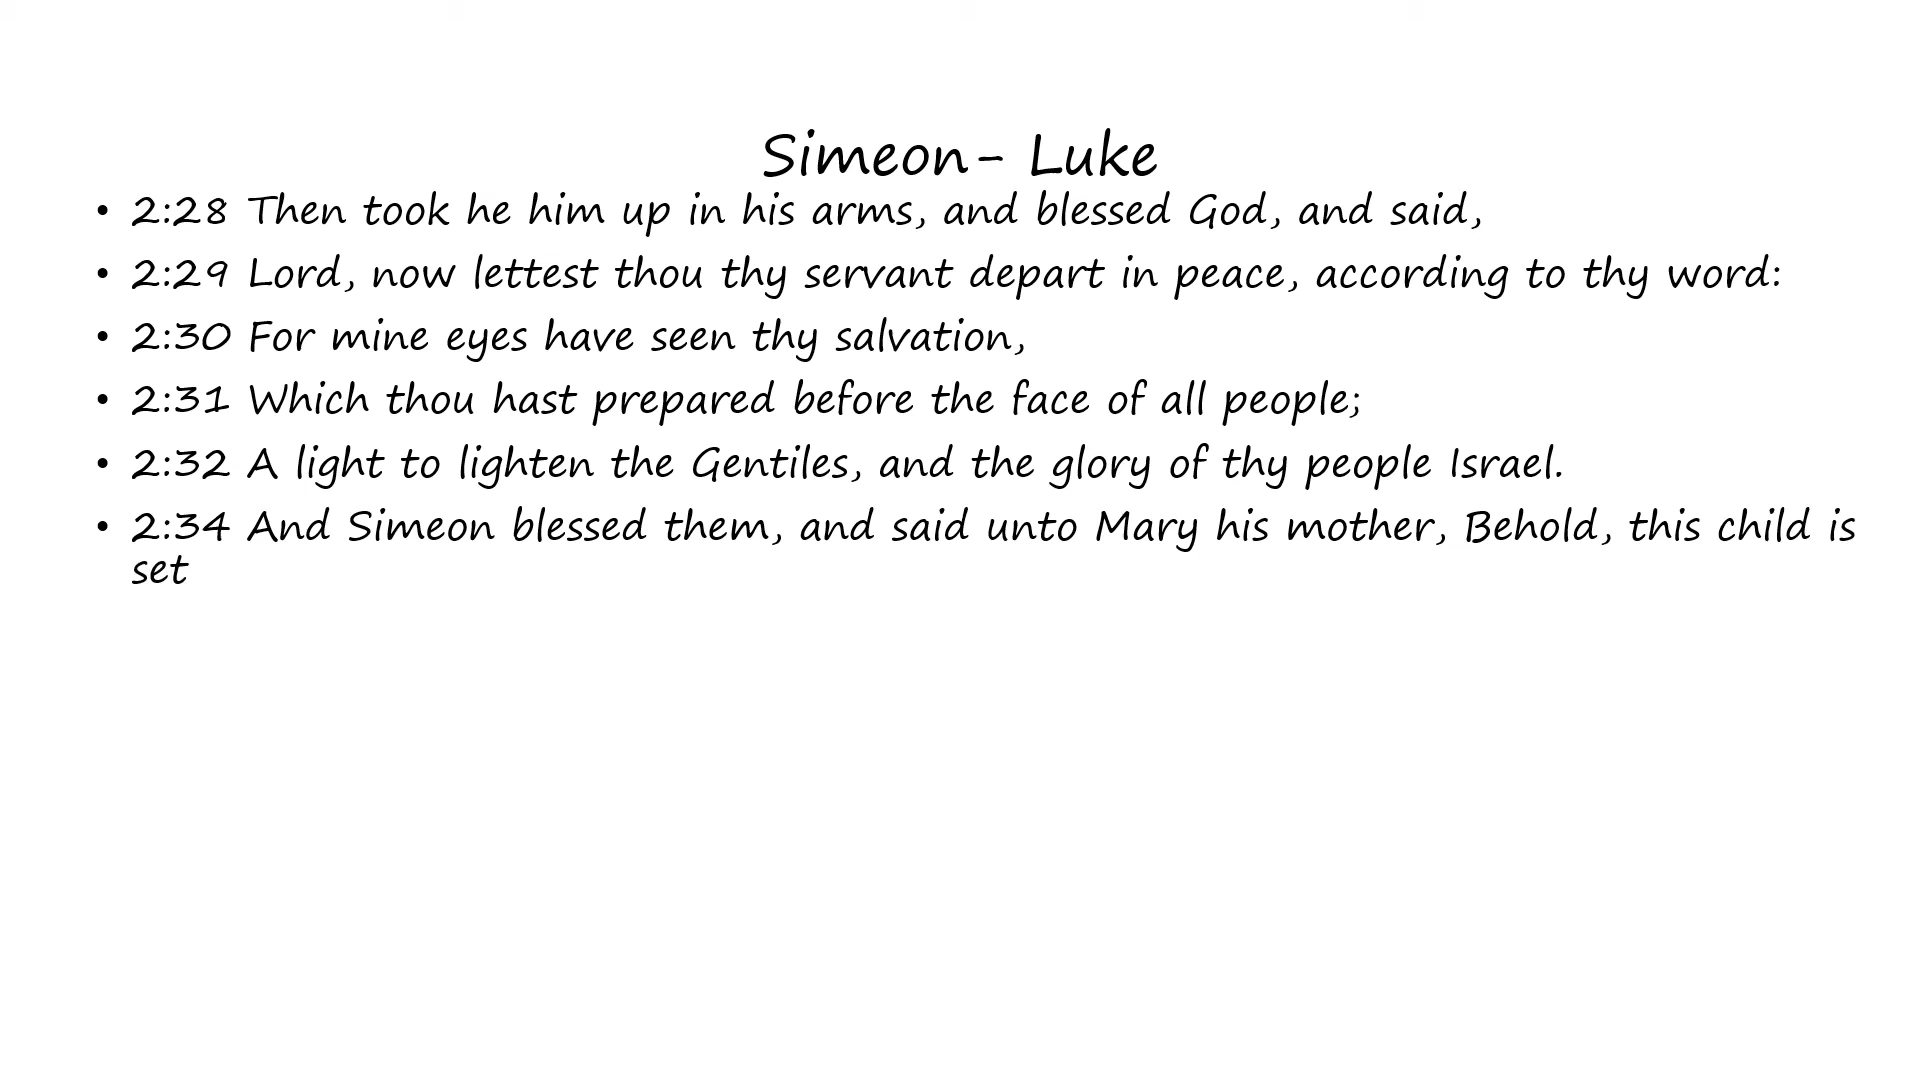 Simeon- Luke
• 2:28 Then took he him up in his arms, and blessed God, and said,
• 2:29 Lord, now lettest thou thy servant depart in peace, according to thy word:
• 2:30 For mine eyes have seen thy salvation,
• 2:31 Which thou hast prepared before the face of all people;
• 2:32 A light to lighten the Gentiles, and the glory of thy people Israel.
• 2:34 And Simeon blessed them, and said unto Mary his mother, Behold, this child is
set